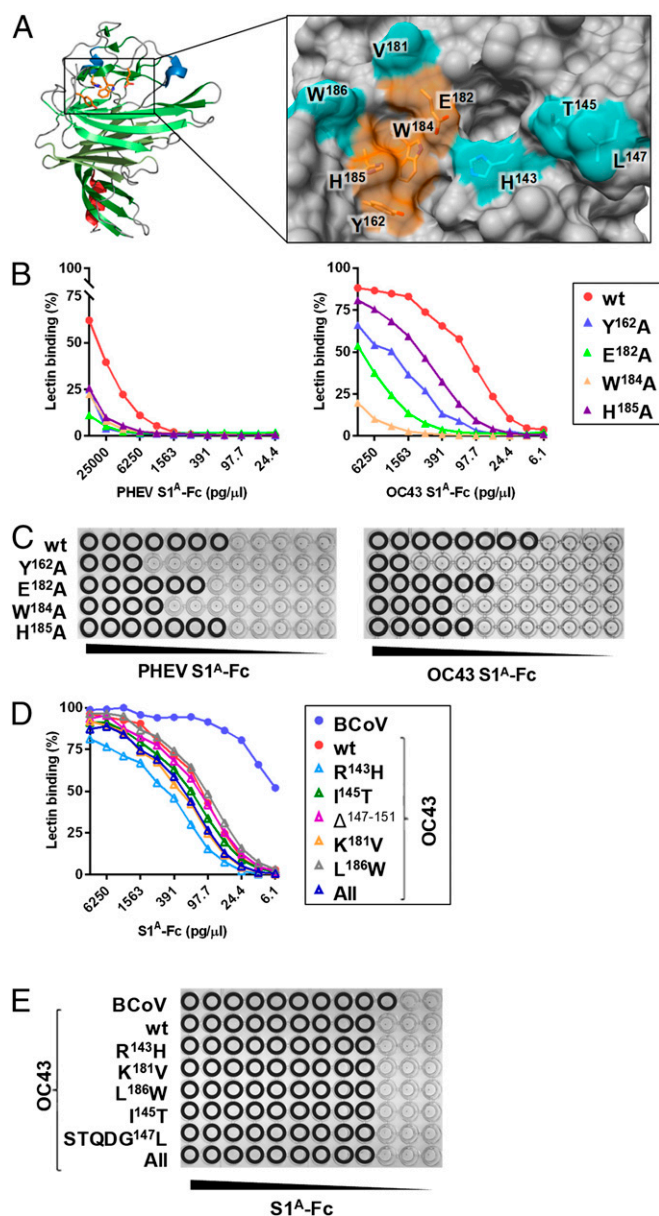 A
V181
W186
E182
T145
W184
L147
H185
H143
Y162
B
100
75
50
25
0
Lectin binding (%)
25000
6250
1563
391
97.7
24.4
PHEV S1A-Fc (pg/µl)
100
75
50
25
0
Lectin binding (%)
6250
1563
391
97.7
24.4
6.1
OC43 S1A-Fc (pg/µl)
wt
Y162A
E182A
W184A
H185A
C
wt
Y162A
E182A
W184A
H185A
PHEV S1A-Fc
OC43 S1A-Fc
D
100
75
50
25
0
Lectin binding (%)
6250
1563
391
97.7
24.4
6.1
S1A-Fc (pg/µl)
BCoV
wt
R143H
I145T
Δ147-151
K181V
L186W
All
OC43
E
BCoV
wt
R143H
K181V
L186W
I145T
STQDG147L
All
OC43
S1A-Fc